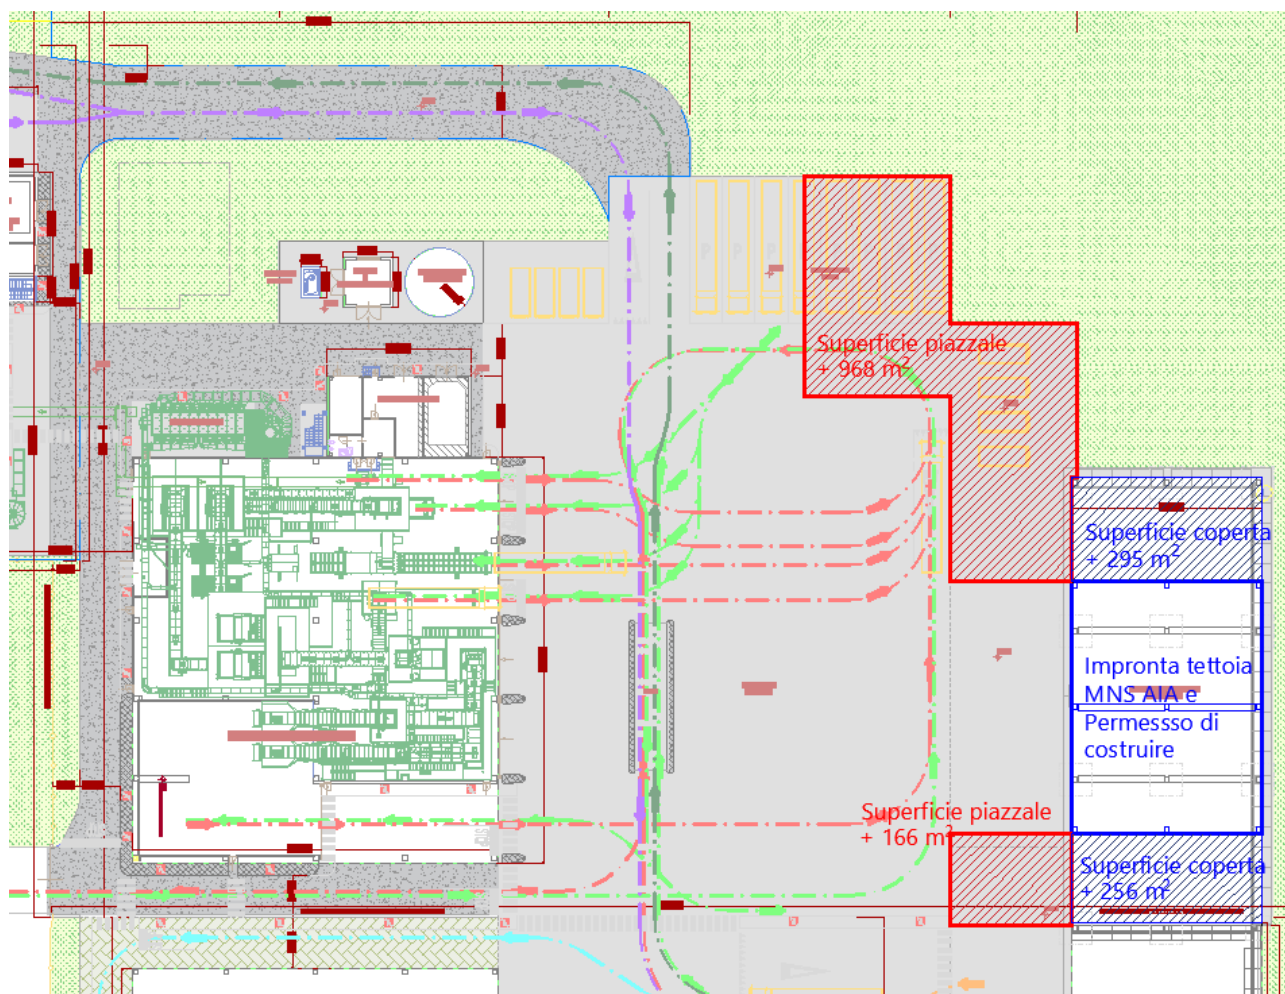 P P P
Superficie piazzale
+ 968 m²
Superficie coperta
+ 295 m²
Impronta tettoia
MNS AIA e
Permessso di
costruire
Superficie piazzale
+ 166 m²
Superficie coperta
+ 256 m²
STOP